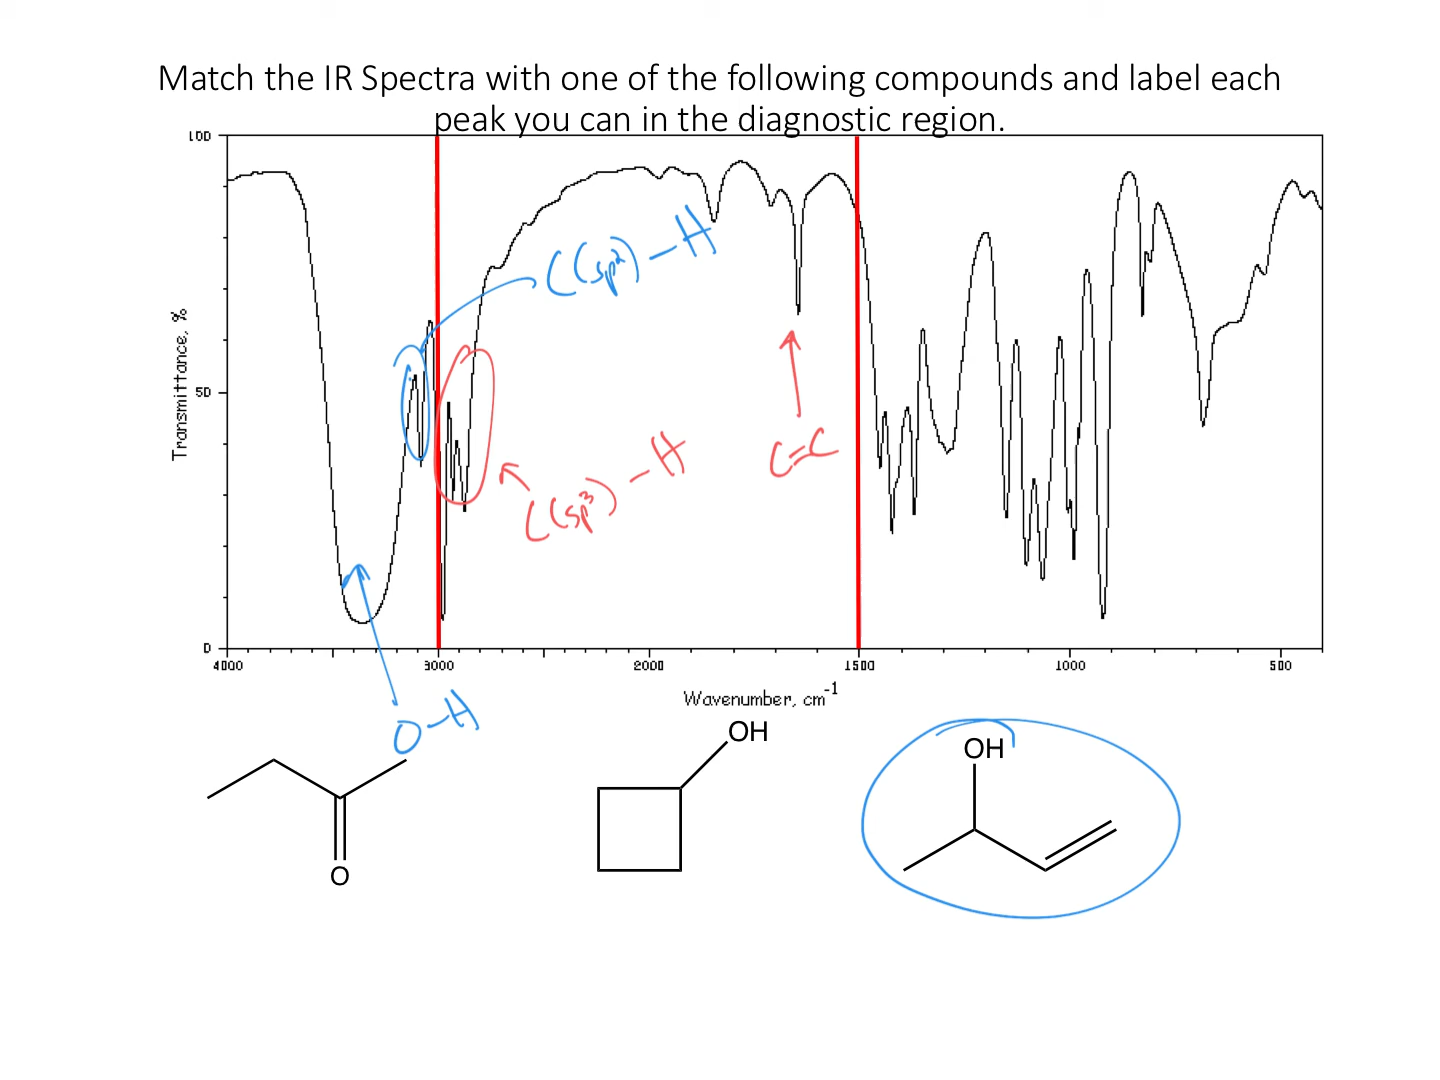 Match the IR Spectra with one of the following compounds and label each
peak you can in the diagnostic region.
100
C(sp²)-H
Transmittance, %
50
C=C
C(sp³)-H
0
4000 3000 2000 1500 1000 500
Wavenumber, cm-1
O-H
OH
OH
O